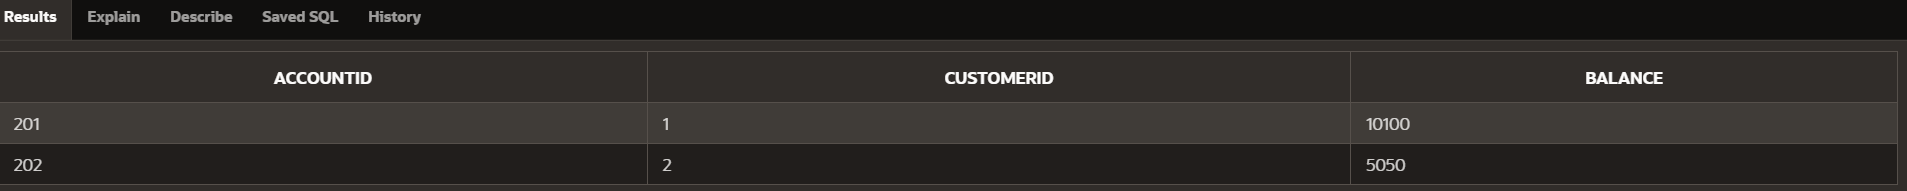 Results Explain Describe Saved SQL History
ACCOUNTID CUSTOMERID BALANCE
201 1 10100
202 2 5050